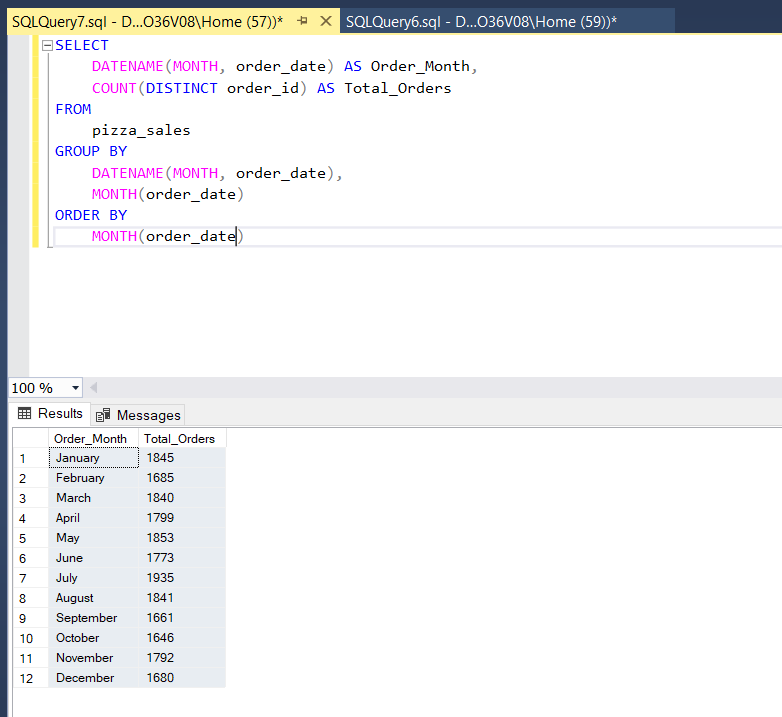 SQLQuery7.sql - D...O36V08\Home (57))* SQLQuery6.sql - D...O36V08\Home (59))*
SELECT
DATENAME(MONTH, order_date) AS Order_Month,
COUNT(DISTINCT order_id) AS Total_Orders
FROM
pizza_sales
GROUP BY
DATENAME(MONTH, order_date),
MONTH(order_date)
ORDER BY
MONTH(order_date)
100 %
Results Messages
Order_Month Total_Orders
1 January 1845
2 February 1685
3 March 1840
4 April 1799
5 May 1853
6 June 1773
7 July 1935
8 August 1841
9 September 1661
10 October 1646
11 November 1792
12 December 1680